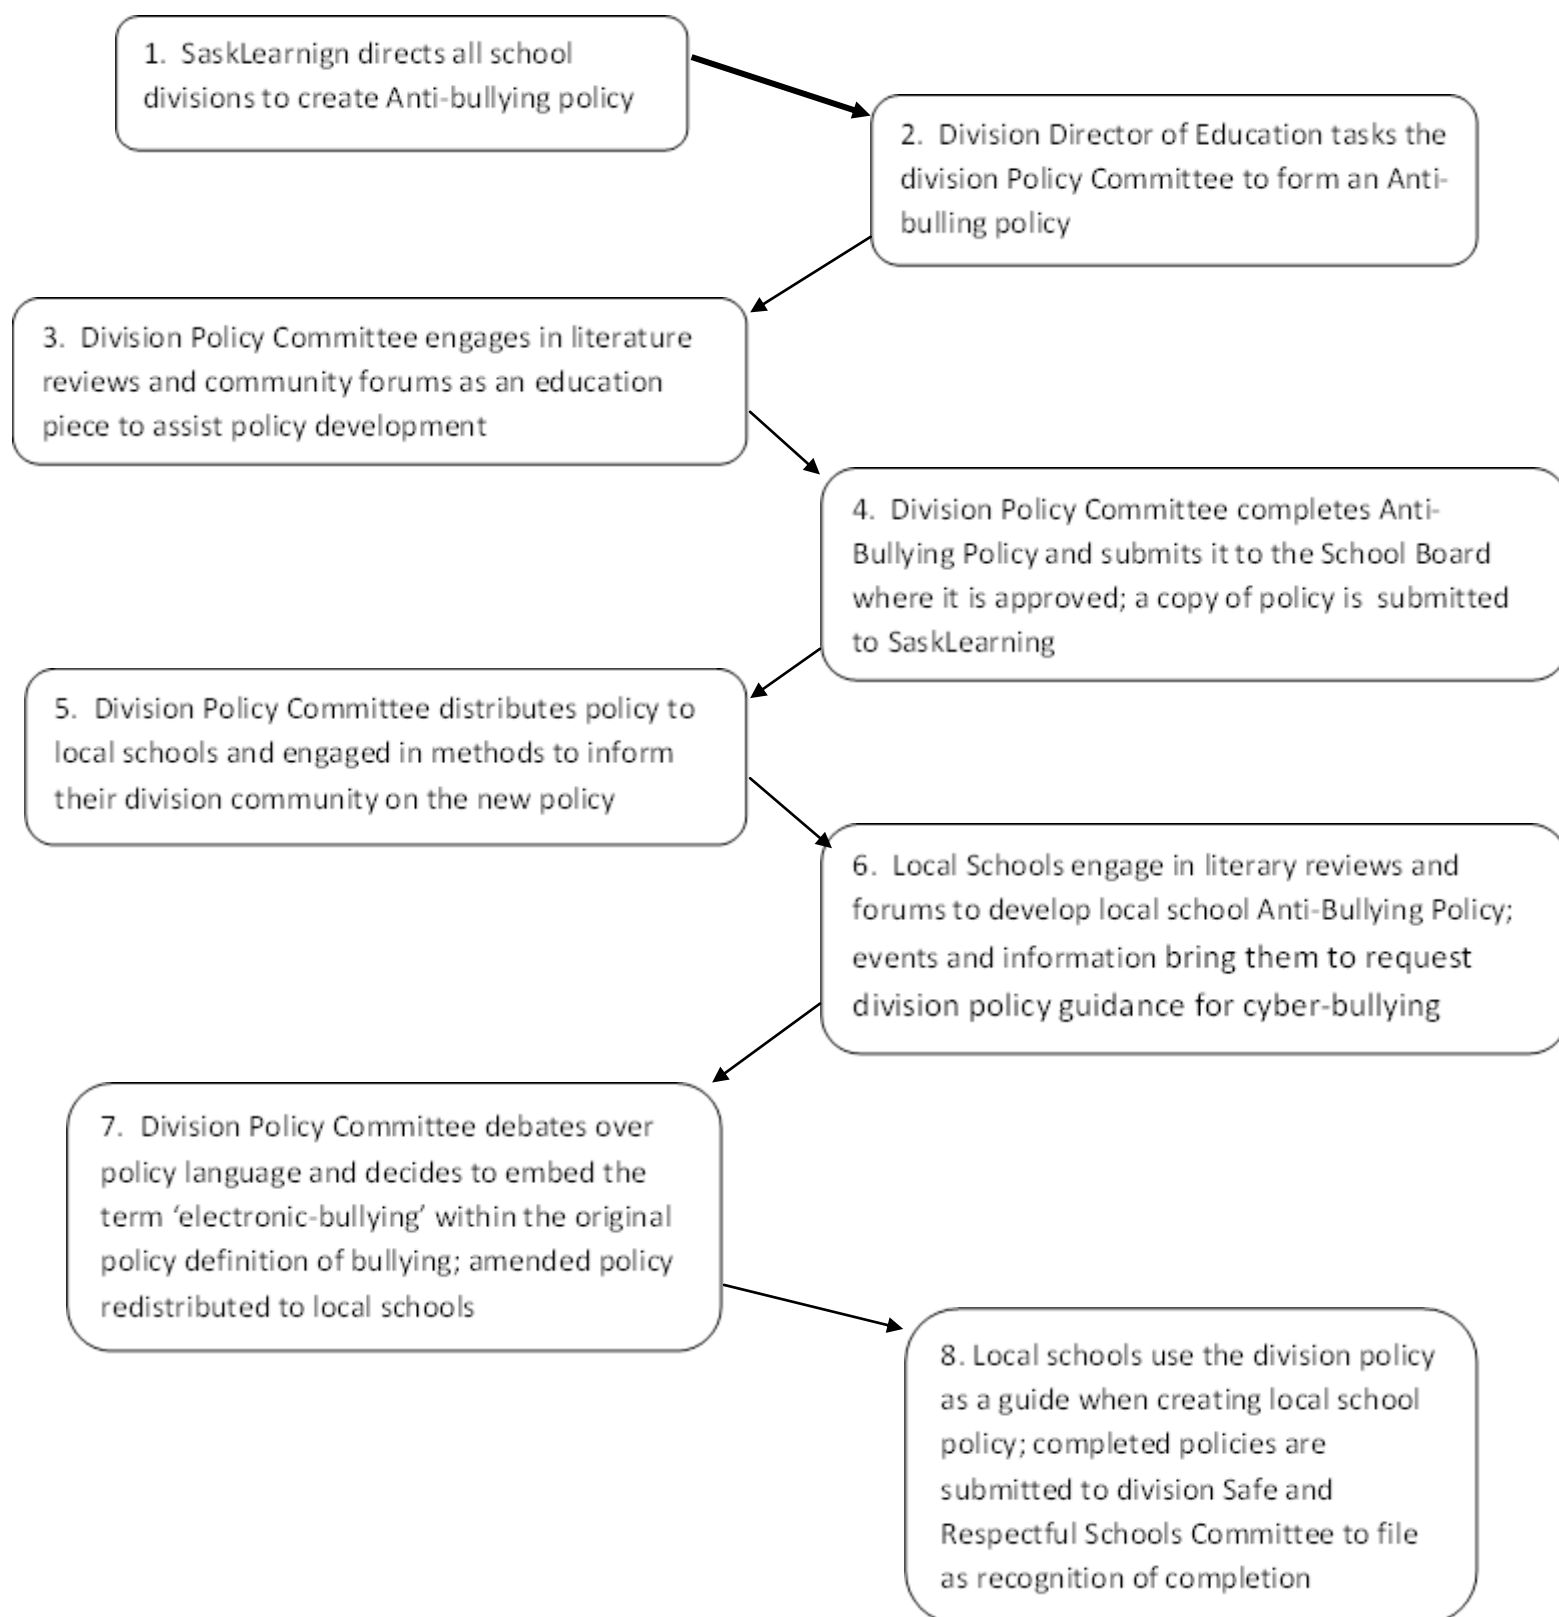 1. SaskLearnign directs all school
divisions to create Anti-bullying policy
2. Division Director of Education tasks the
division Policy Committee to form an Anti-
bulling policy
3. Division Policy Committee engages in literature
reviews and community forums as an education
piece to assist policy development
4. Division Policy Committee completes Anti-
Bullying Policy and submits it to the School Board
where it is approved; a copy of policy is submitted
to SaskLearning
5. Division Policy Committee distributes policy to
local schools and engaged in methods to inform
their division community on the new policy
6. Local Schools engage in literary reviews and
forums to develop local school Anti-Bullying Policy;
events and information bring them to request
division policy guidance for cyber-bullying
7. Division Policy Committee debates over
policy language and decides to embed the
term ‘electronic-bullying’ within the original
policy definition of bullying; amended policy
redistributed to local schools
8. Local schools use the division policy
as a guide when creating local school
policy; completed policies are
submitted to division Safe and
Respectful Schools Committee to file
as recognition of completion